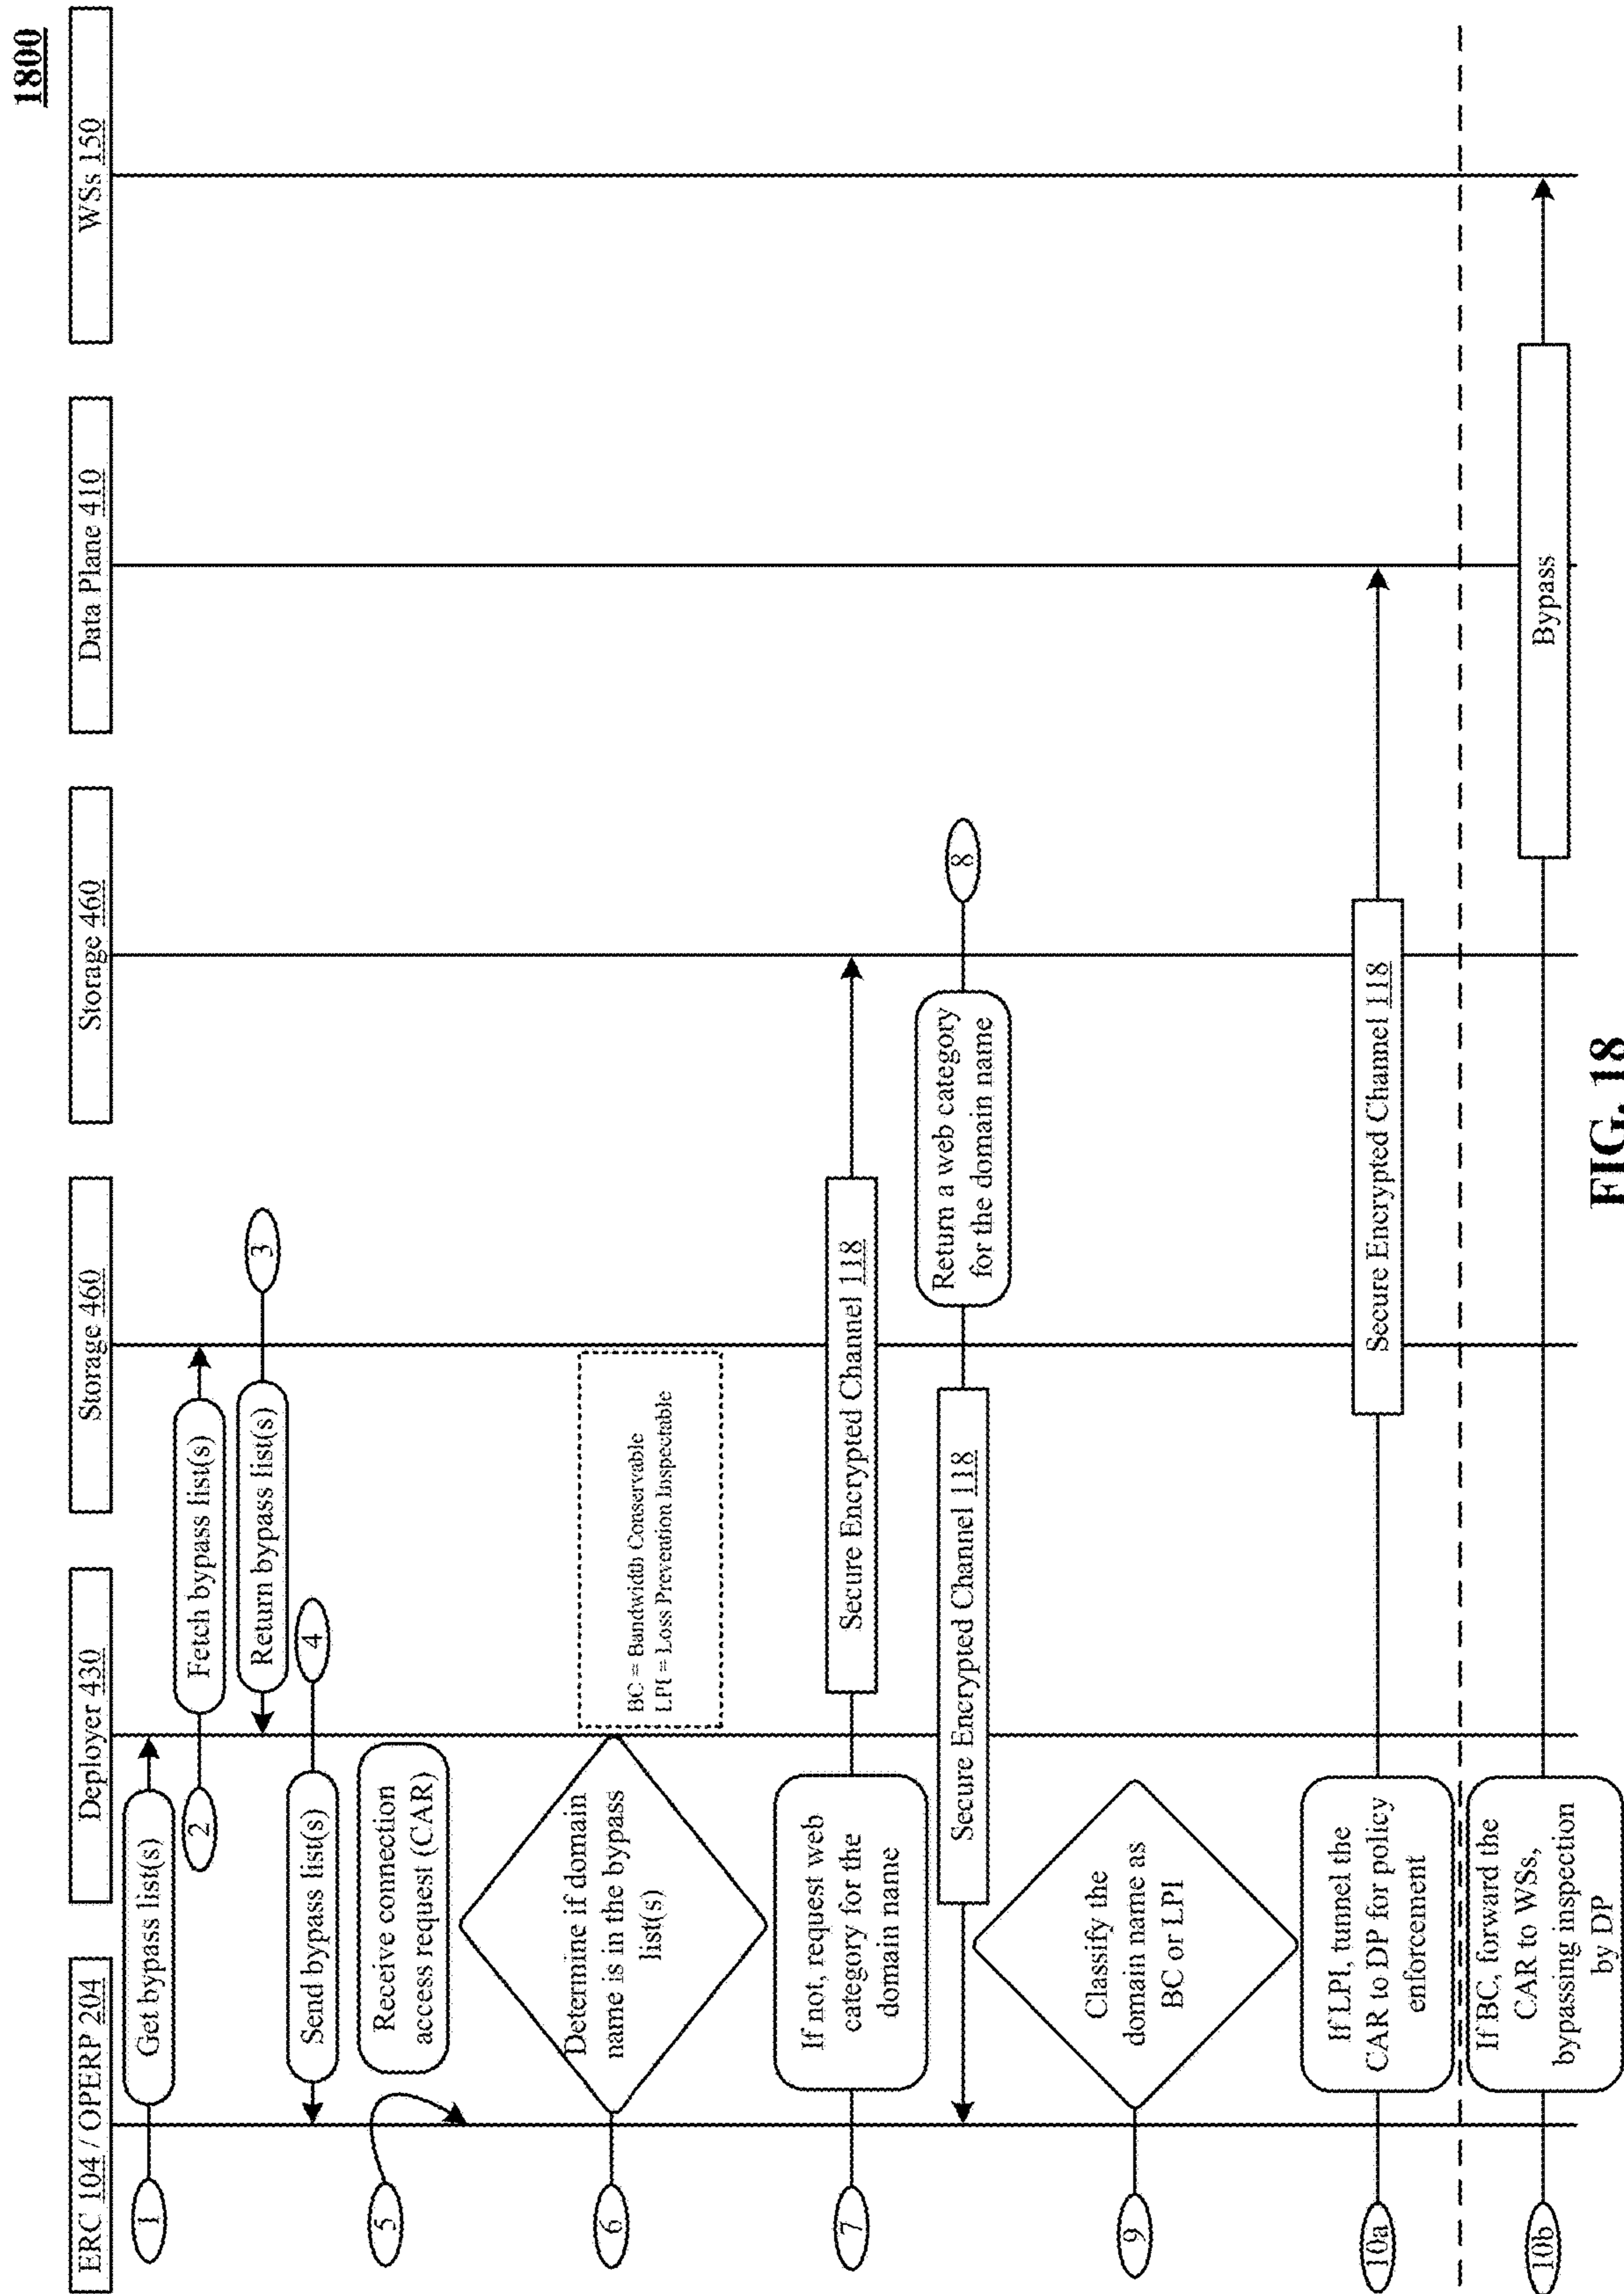 1800
ERC 104 / OPERP 204
Deployer 430
Storage 460
Storage 460
Data Plane 410
WSs 150
1
Get bypass list(s)
2
Fetch bypass list(s)
Return bypass list(s)
3
Send bypass list(s)
4
5
Receive connection
access request (CAR)
6
Determine if domain
name is in the bypass
list(s)
BC = Bandwidth Conservable
LPI = Loss Prevention Inspectable
7
If not, request web
category for the
domain name
Secure Encrypted Channel 118
Secure Encrypted Channel 118
Return a web category
for the domain name
8
9
Classify the
domain name as
BC or LPI
10a
If LPI, tunnel the
CAR to DP for policy
enforcement
Secure Encrypted Channel 118
10b
If BC, forward the
CAR to WSs,
bypassing inspection
by DP
Bypass
FIG. 18